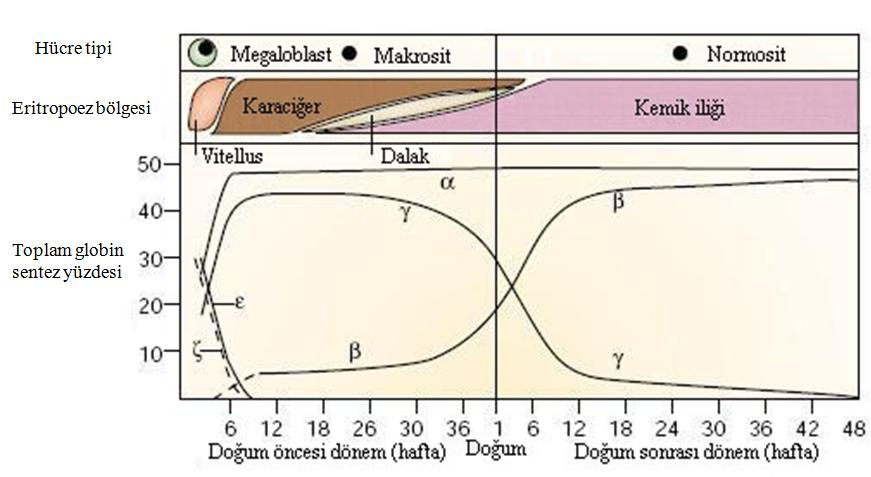 Hücre tipi
Megaloblast
Makrosit
Normosit
Eritropoez bölgesi
Karaciğer
Kemik iliği
Vitellus
Dalak
Toplam globin
sentez yüzdesi
50
40
30
20
10
α
γ
β
ε
ζ
β
γ
6 12 18 24 30 36 1 6 12 18 24 30 36 42 48
Doğum öncesi dönem (hafta) Doğum Doğum sonrası dönem (hafta)